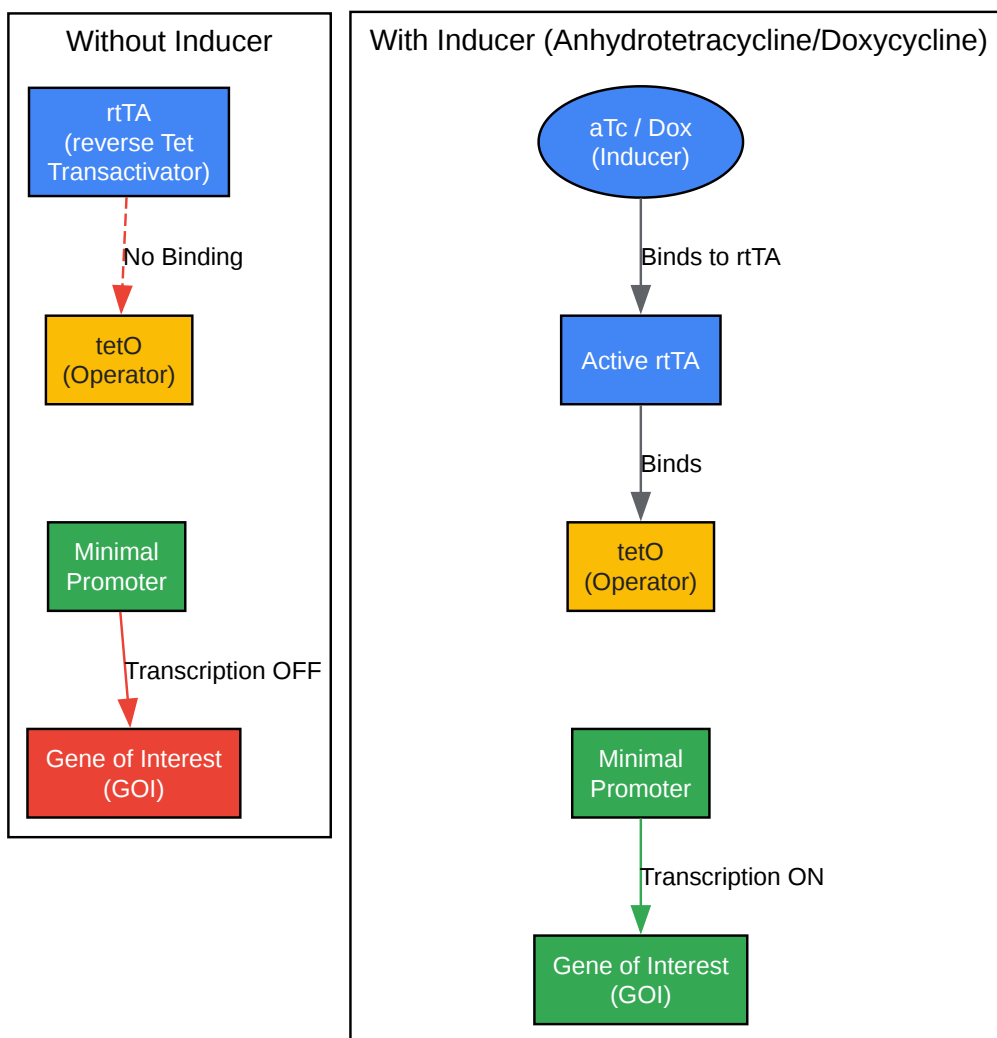 Without Inducer
rtTA
(reverse Tet
Transactivator)
No Binding
tetO
(Operator)
Minimal
Promoter
Transcription OFF
Gene of Interest
(GOI)
With Inducer (Anhydrotetracycline/Doxycycline)
aTc / Dox
(Inducer)
Binds to rtTA
Active rtTA
Binds
tetO
(Operator)
Minimal
Promoter
Transcription ON
Gene of Interest
(GOI)